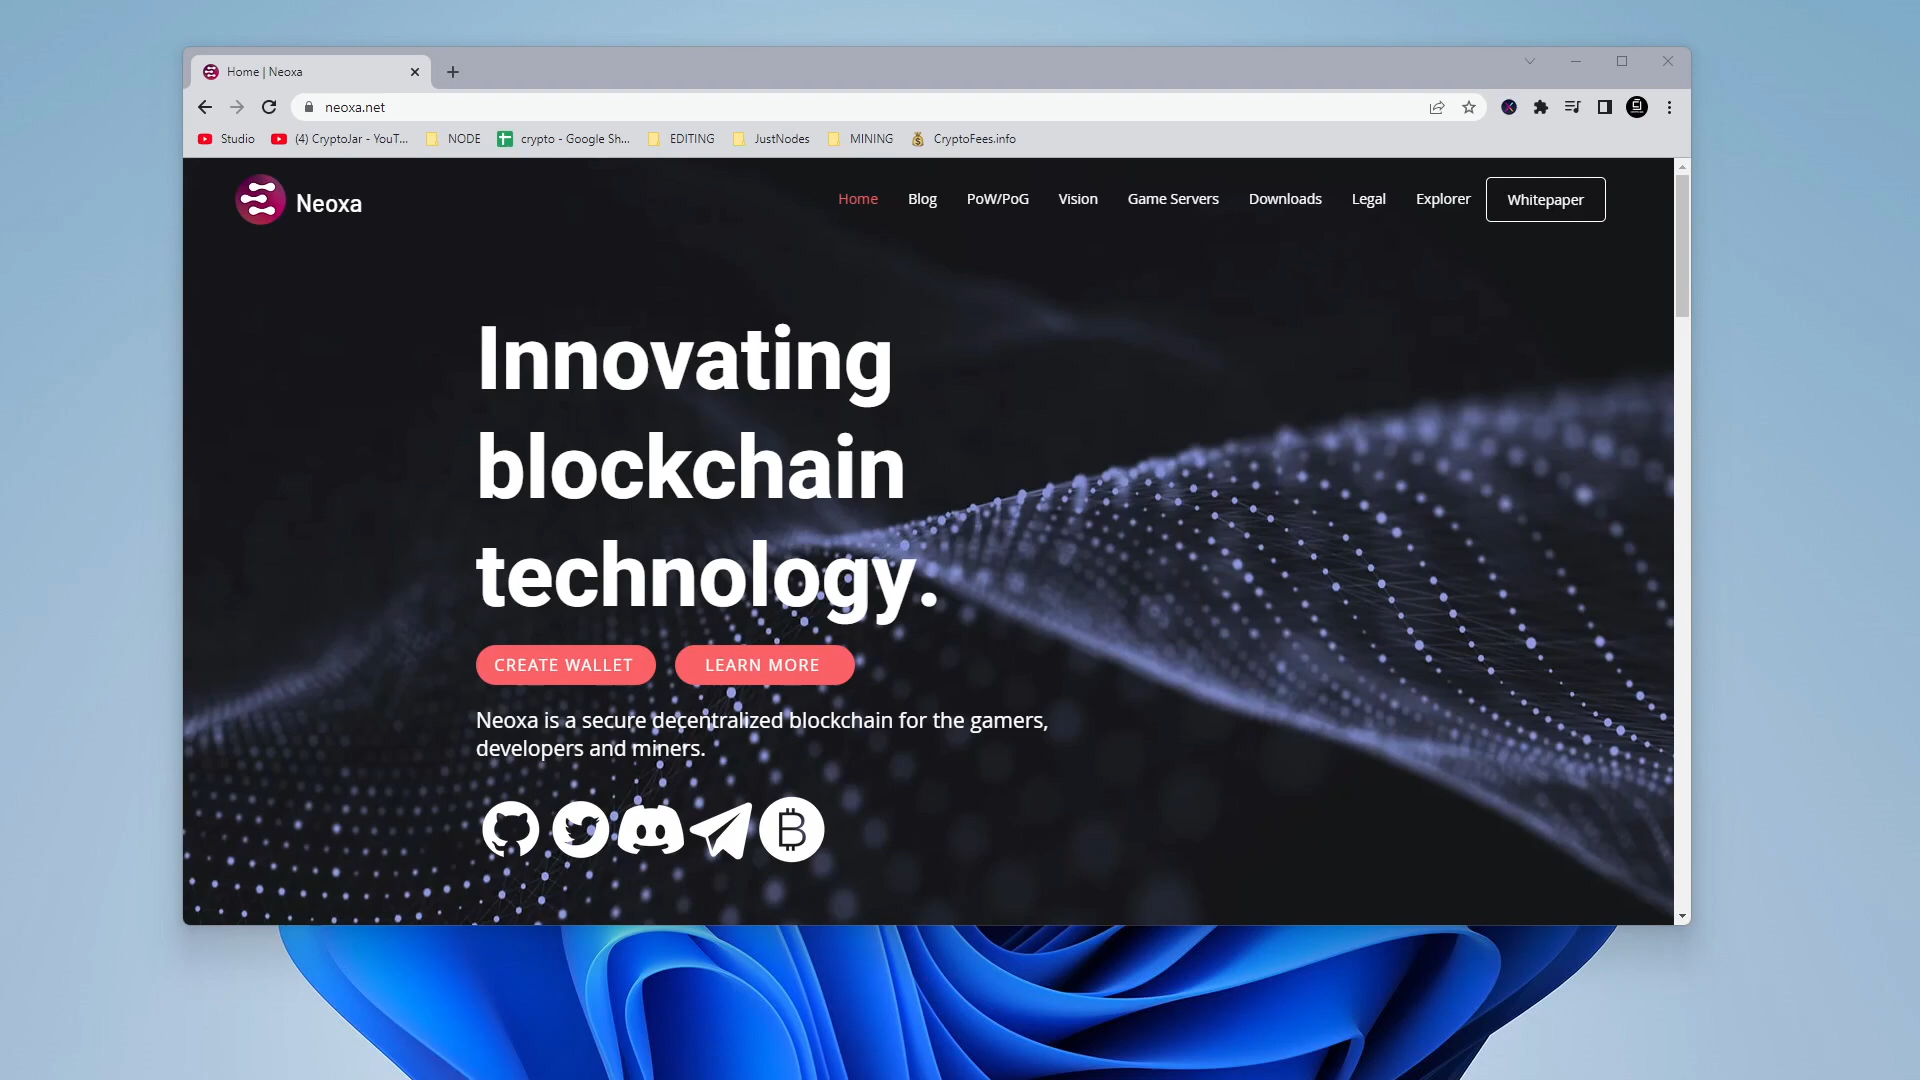 Home | Neoxa
neoxa.net
Studio
(4) CryptoJar - YouT...
NODE
crypto - Google Sh...
EDITING
JustNodes
MINING
CryptoFees.info
Neoxa
Home
Blog
PoW/PoG
Vision
Game Servers
Downloads
Legal
Explorer
Whitepaper
Innovating
blockchain
technology.
CREATE WALLET
LEARN MORE
Neoxa is a secure decentralized blockchain for the gamers,
developers and miners.